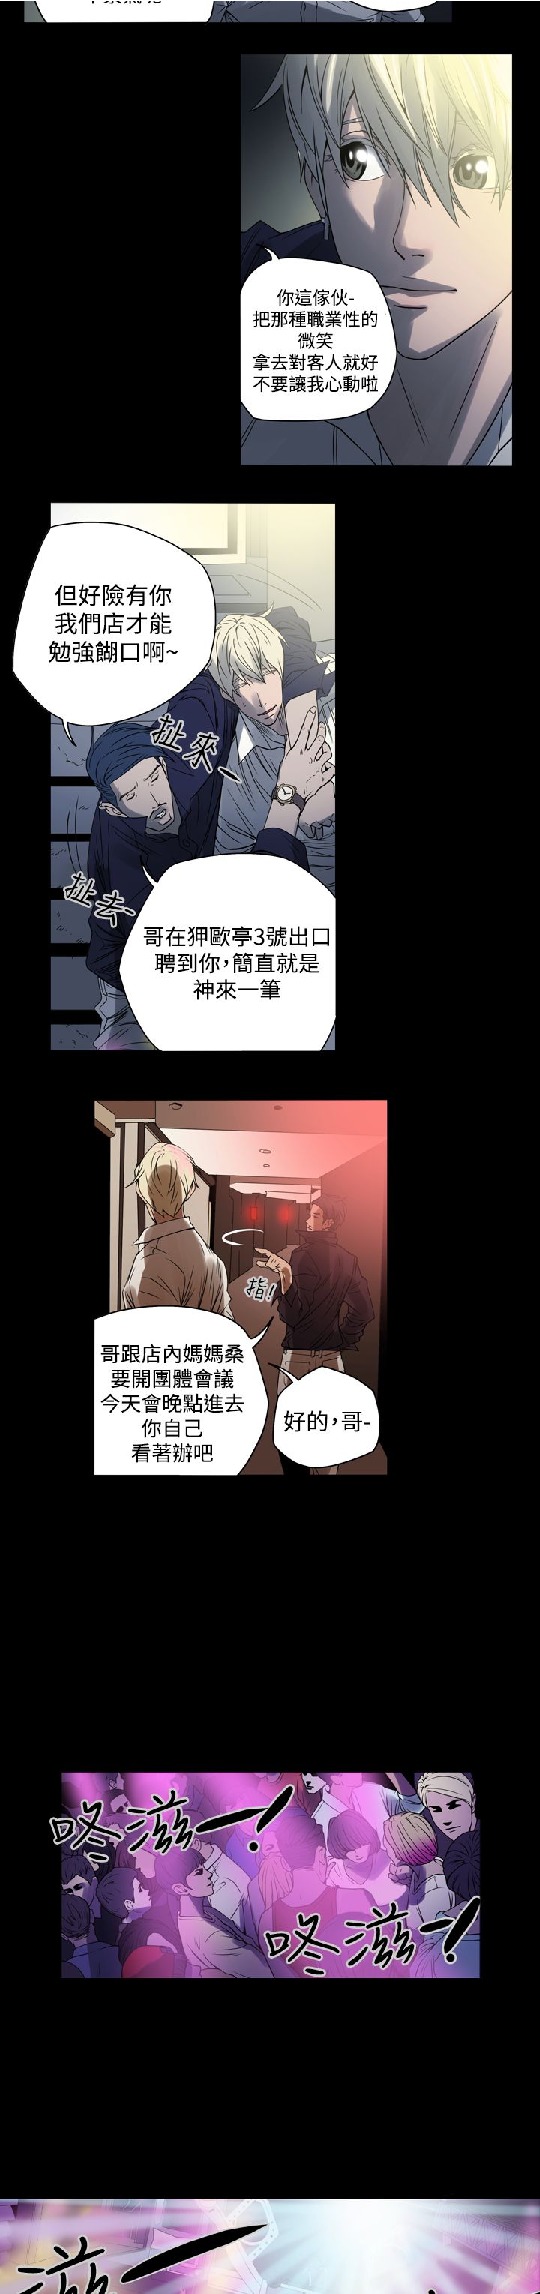 你這傢伙-
把那種職業性的
微笑
拿去對客人就好
不要讓我心動啦
但好險有你
我們店才能
勉強餬口啊~
扯來~
扯去~
哥在狎歐亭3號出口
聘到你,簡直就是
神來一筆
指!
哥跟店內媽媽桑
要開團體會議
今天會晚點進去
你自己
看著辦吧
好的,哥-
咚滋一!
咚滋一!
滋一